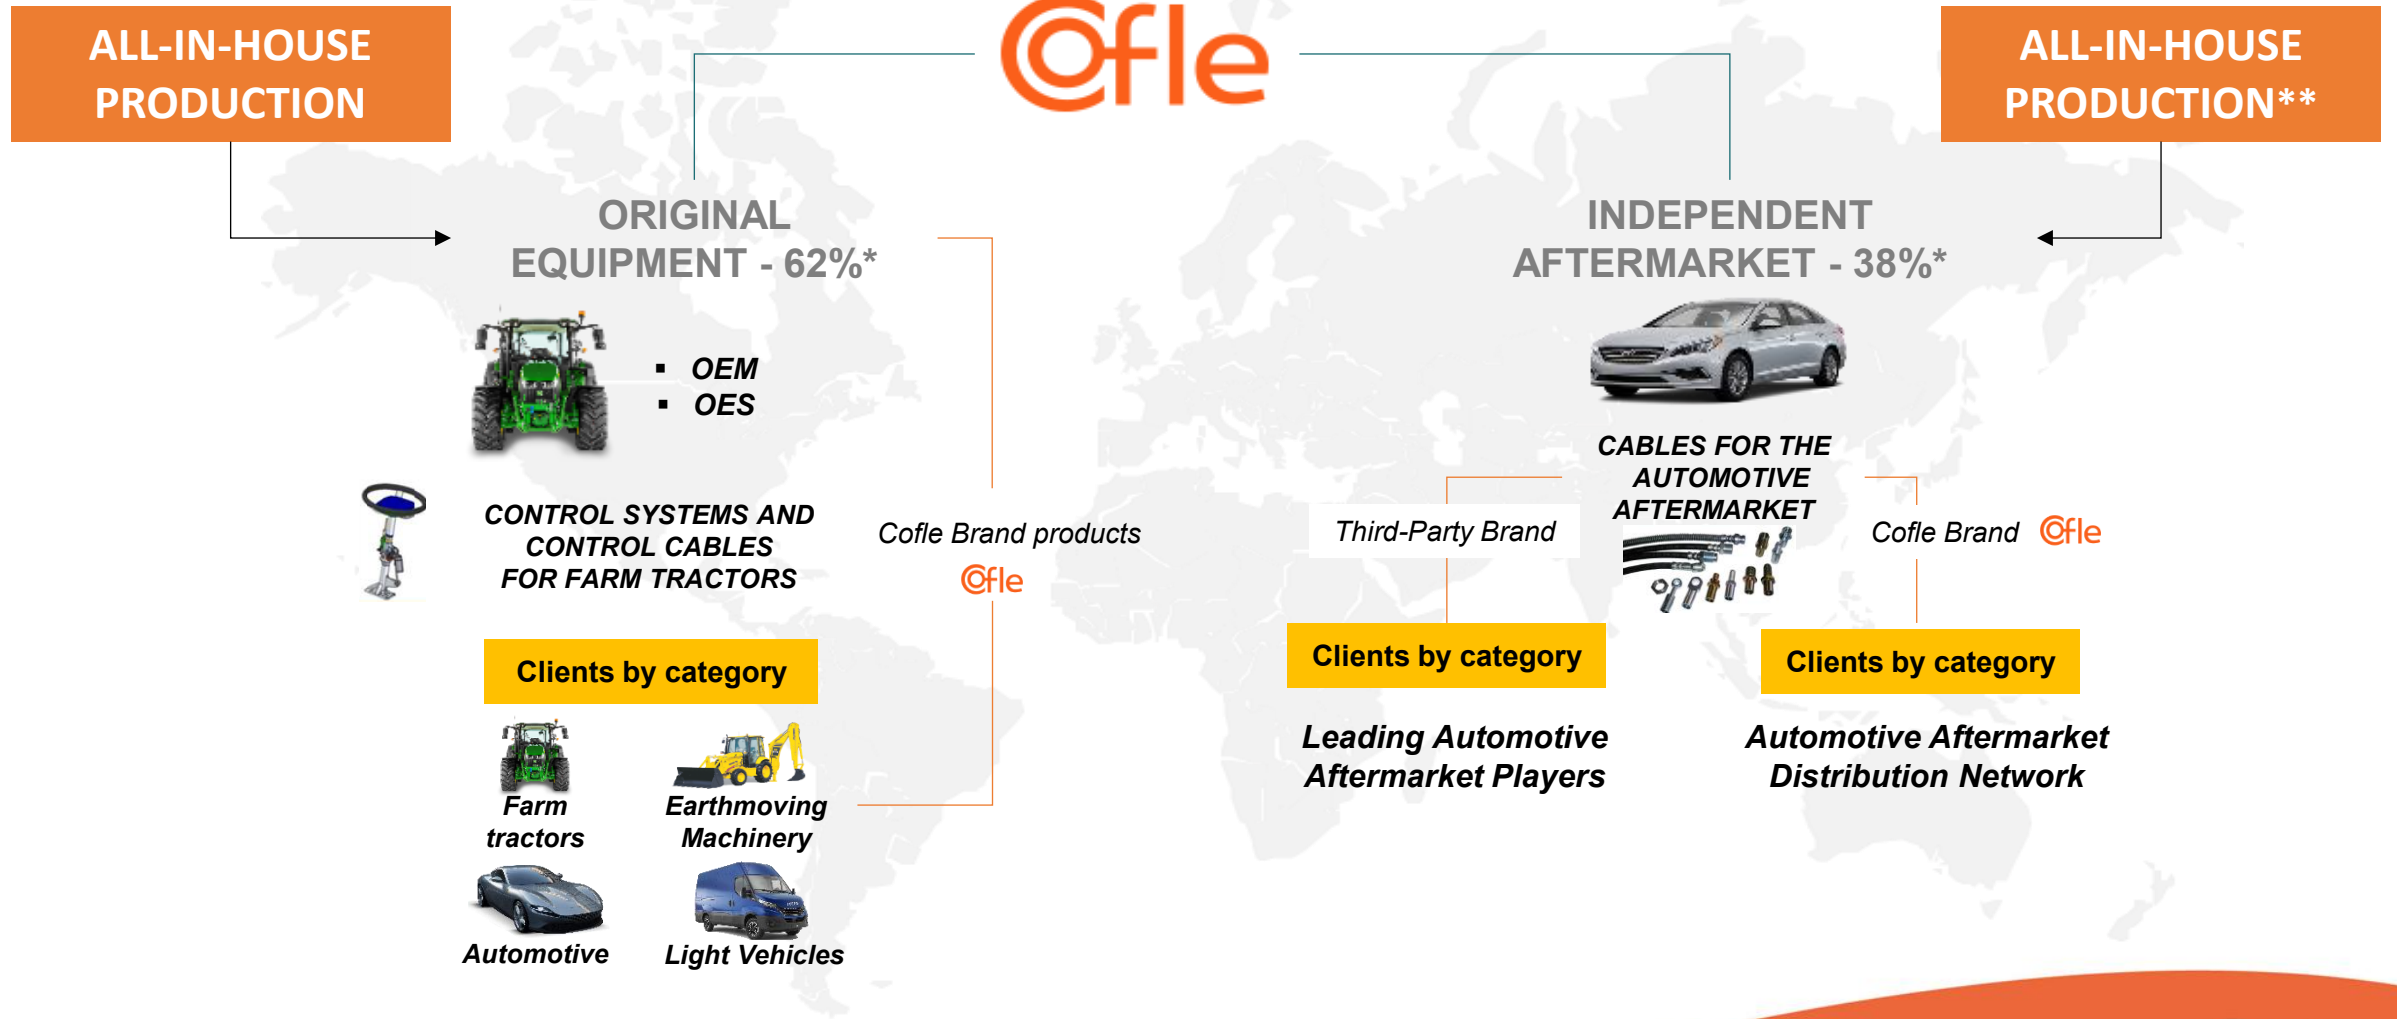 Cofle
ALL-IN-HOUSE
PRODUCTION
ALL-IN-HOUSE
PRODUCTION**
ORIGINAL
EQUIPMENT - 62%*
▪ OEM
▪ OES
CONTROL SYSTEMS AND
CONTROL CABLES
FOR FARM TRACTORS
Cofle Brand products
Cofle
Clients by category
Farm
tractors
Earthmoving
Machinery
Automotive
Light Vehicles
INDEPENDENT
AFTERMARKET - 38%*
CABLES FOR THE
AUTOMOTIVE
AFTERMARKET
Third-Party Brand
Cofle Brand Cofle
Clients by category
Leading Automotive
Aftermarket Players
Clients by category
Automotive Aftermarket
Distribution Network